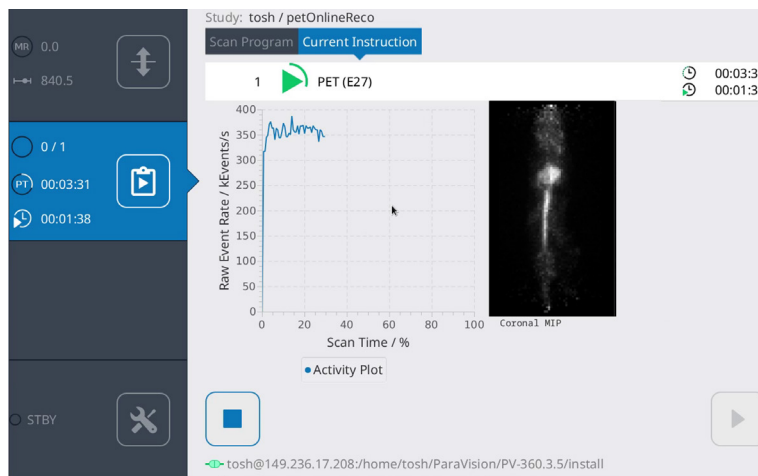 Study: tosh / petOnlineReco
Scan Program Current Instruction
MR 0.0
840.5
1 PET (E27) 00:03:3
00:01:3
0 / 1
PT 00:03:31
00:01:38
400
350
300
250
200
150
100
50
0
Raw Event Rate / kEvents/s
0 20 40 60 80 100
Scan Time / %
Activity Plot
Coronal MIP
STBY
tosh@149.236.17.208:/home/tosh/ParaVision/PV-360.3.5/install